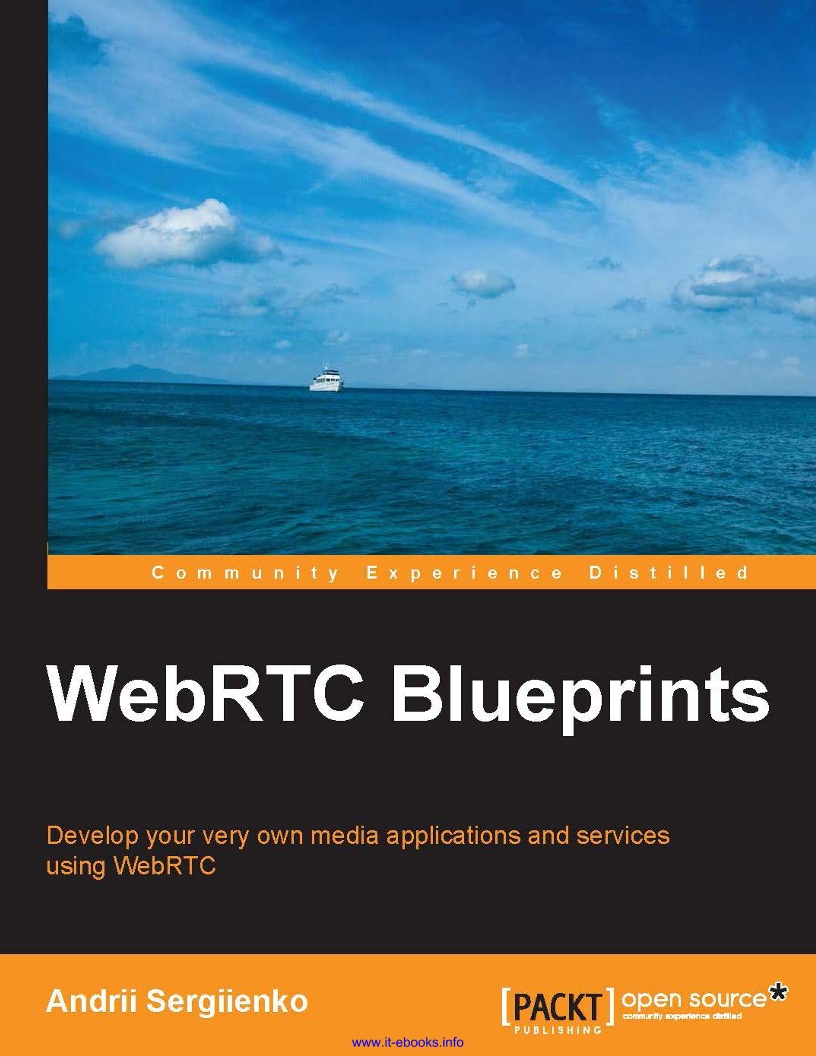 Community Experience Distilled
WebRTC Blueprints
Develop your very own media applications and services
using WebRTC
Andrii Sergiienko
[PACKT]
PUBLISHING
open source*
community experience distilled
www.it-ebooks.info